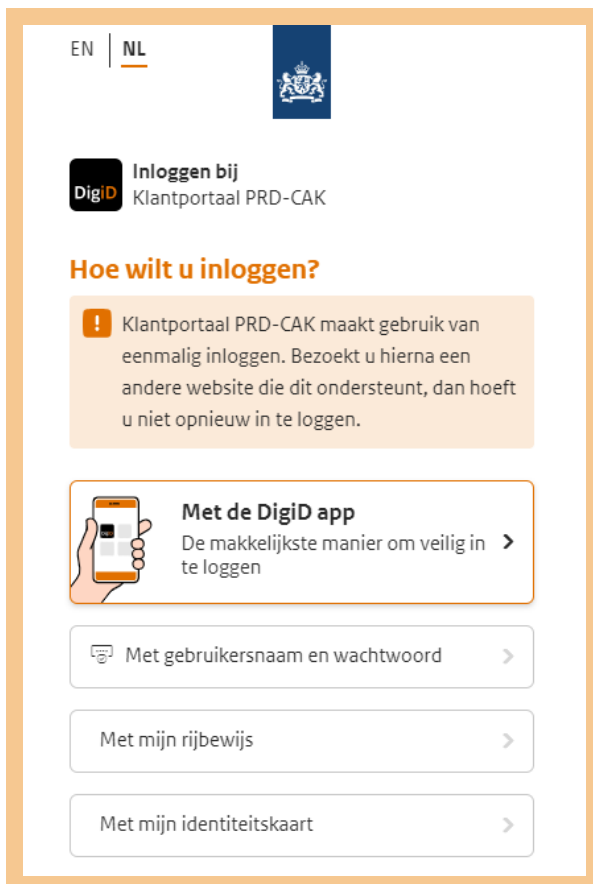 EN NL
DigiD
Inloggen bij
Klantportaal PRD-CAK
Hoe wilt u inloggen?
! Klantportaal PRD-CAK maakt gebruik van
eenmalig inloggen. Bezoekt u hierna een
andere website die dit ondersteunt, dan hoeft
u niet opnieuw in te loggen.
Met de DigiD app
De makkelijkste manier om veilig in
te loggen
Met gebruikersnaam en wachtwoord
Met mijn rijbewijs
Met mijn identiteitskaart